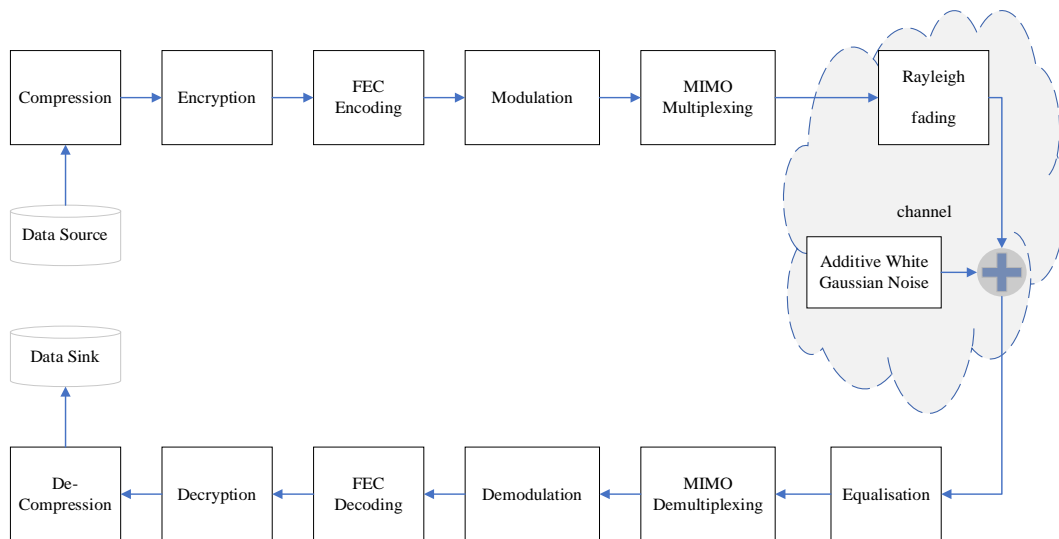 Compression
Encryption
FEC
Encoding
Modulation
MIMO
Multiplexing
Rayleigh
fading
Data Source
channel
Additive White
Gaussian Noise
Data Sink
De-
Compression
Decryption
FEC
Decoding
Demodulation
MIMO
Demultiplexing
Equalisation